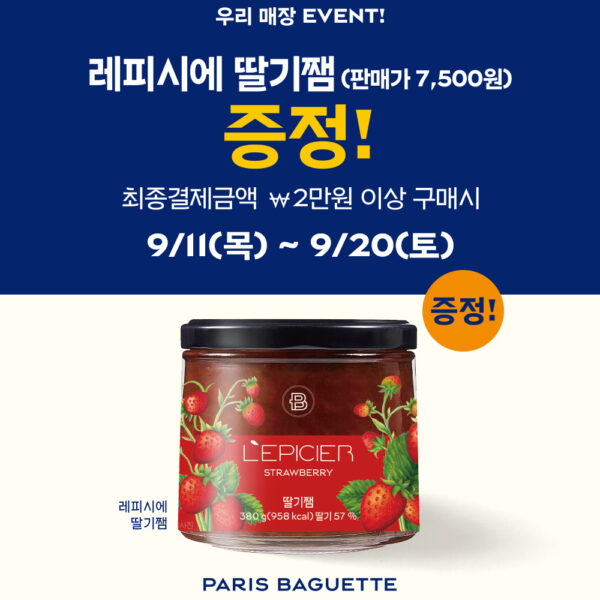 우리 매장 EVENT!
레피시에 딸기쨈 (판매가 7,500원)
증정!
최종결제금액 ₩2만원 이상 구매시
9/11(목) ~ 9/20(토)
증정!
B
L'EPICIER
STRAWBERRY
딸기쨈
380 g(958 kcal) 딸기 57 %
레피시에
딸기쨈
PARIS BAGUETTE